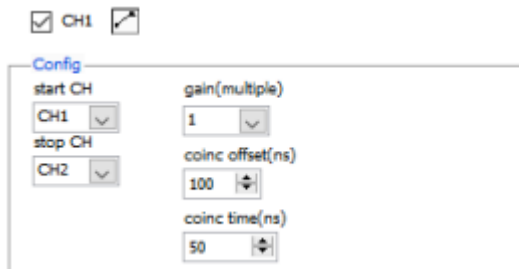 CH1
Config
start CH
CH1
stop CH
CH2
gain(multiple)
1
coinc offset(ns)
100
coinc time(ns)
50